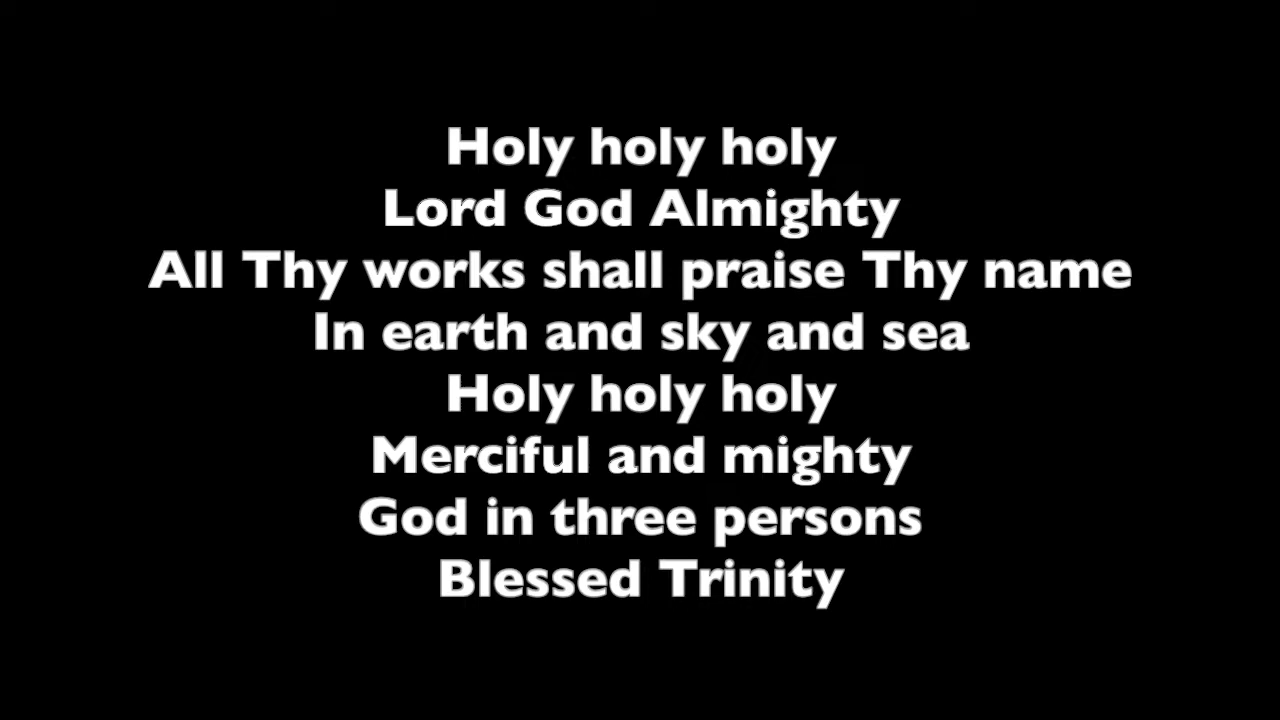 Holy holy holy
Lord God Almighty
All Thy works shall praise Thy name
In earth and sky and sea
Holy holy holy
Merciful and mighty
God in three persons
Blessed Trinity